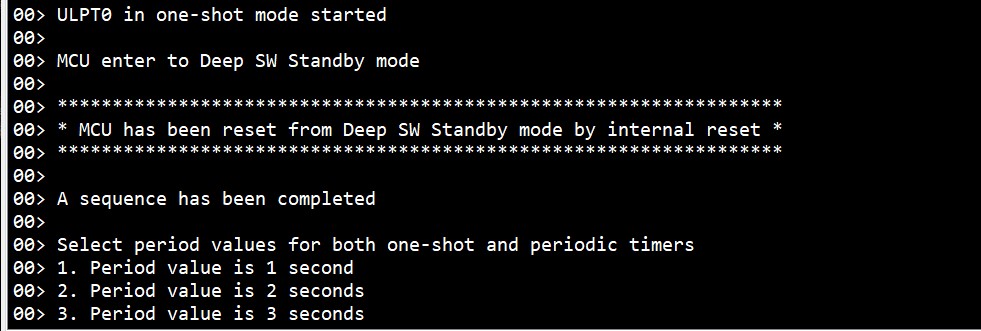 00> ULPT0 in one-shot mode started
00>
00> MCU enter to Deep SW Standby mode
00>
00> ******************************************************************
00> * MCU has been reset from Deep SW Standby mode by internal reset *
00> ******************************************************************
00>
00> A sequence has been completed
00>
00> Select period values for both one-shot and periodic timers
00> 1. Period value is 1 second
00> 2. Period value is 2 seconds
00> 3. Period value is 3 seconds